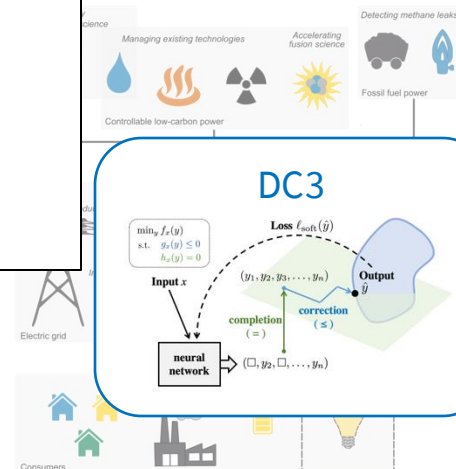 science
Detecting methane leaks
Managing existing technologies
Accelerating
fusion science
Fossil fuel power
Controllable low-carbon power
DC3
min_y f_x(y)
s.t. g_x(y) ≤ 0
h_x(y) = 0
Loss ℓ_soft(ŷ)
Input x
(y₁, y₂, y₃, . . . , yₙ)
Output
ŷ
completion
( = )
correction
( ≤ )
neural
network
(□, y₂, □, . . . , yₙ)
Electric grid
Consumers